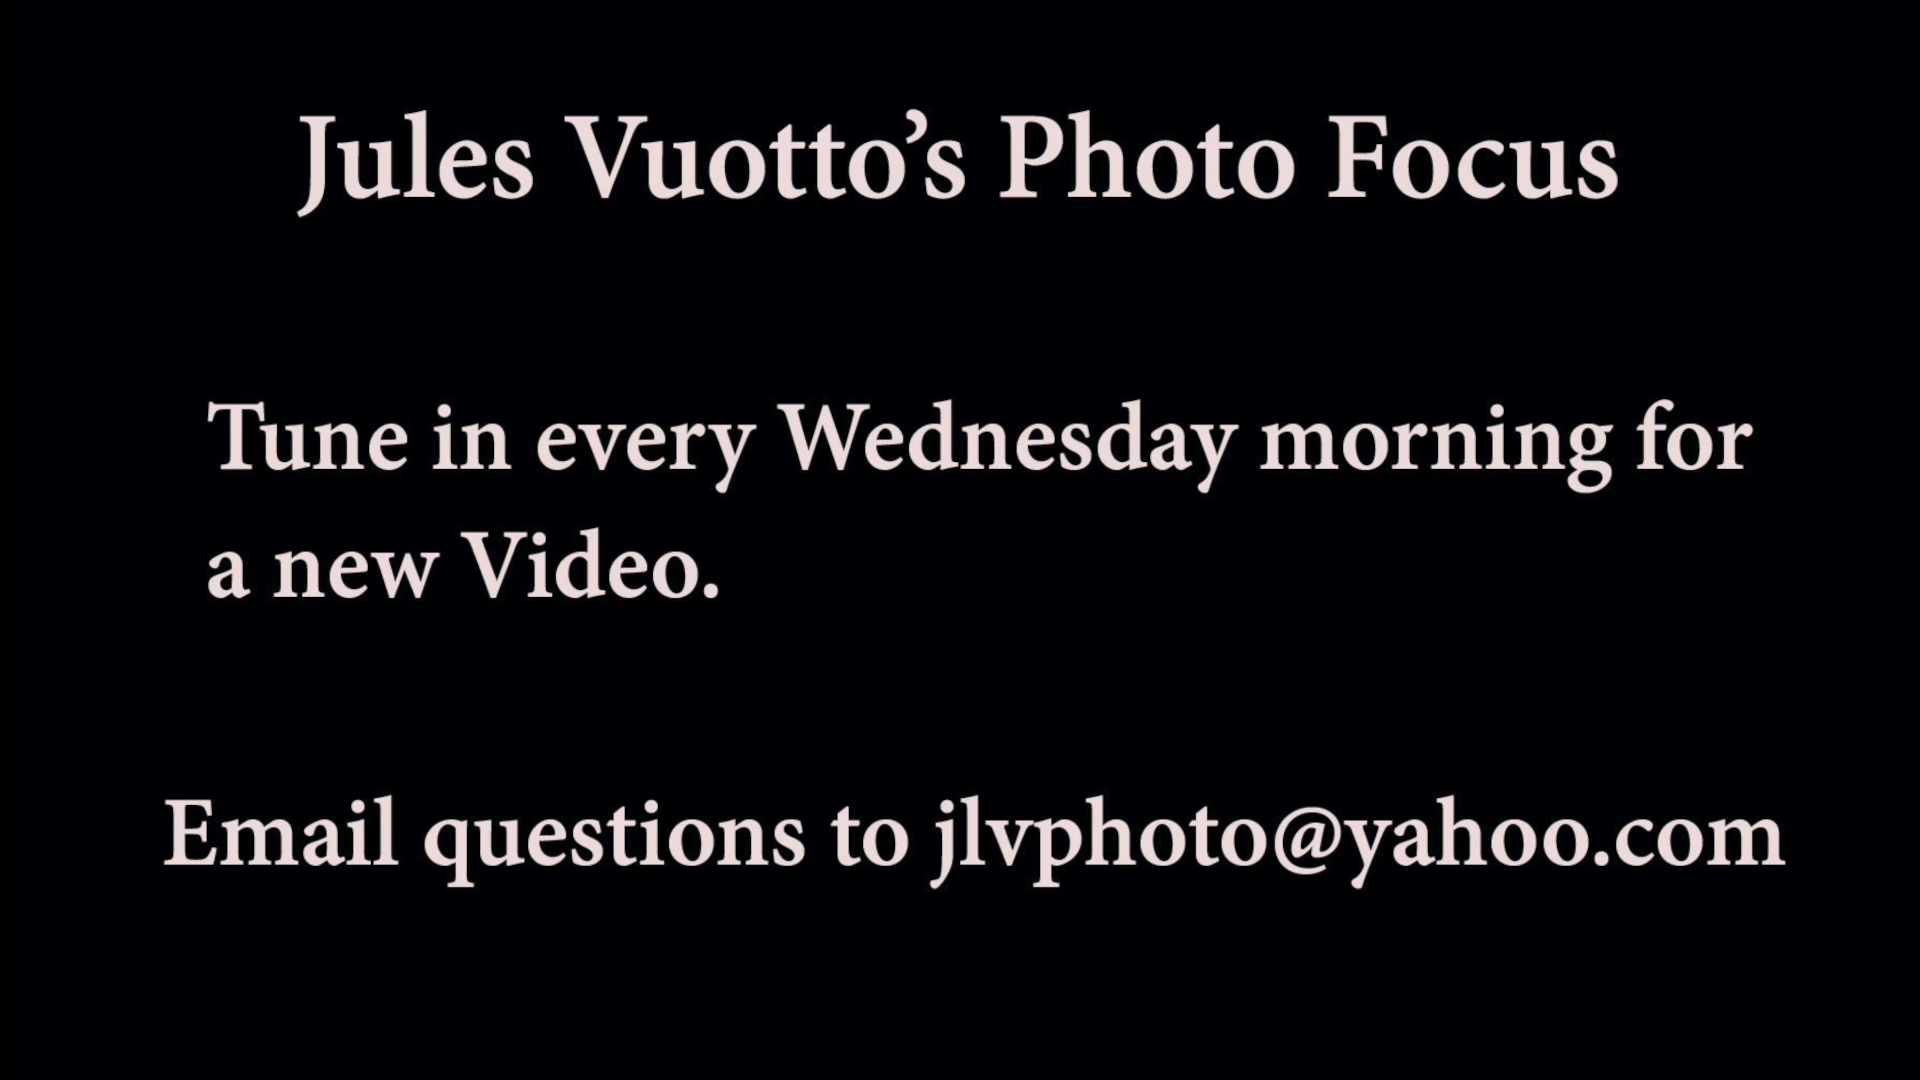 Jules Vuotto’s Photo Focus
Tune in every Wednesday morning for
a new Video.
Email questions to jlvphoto@yahoo.com